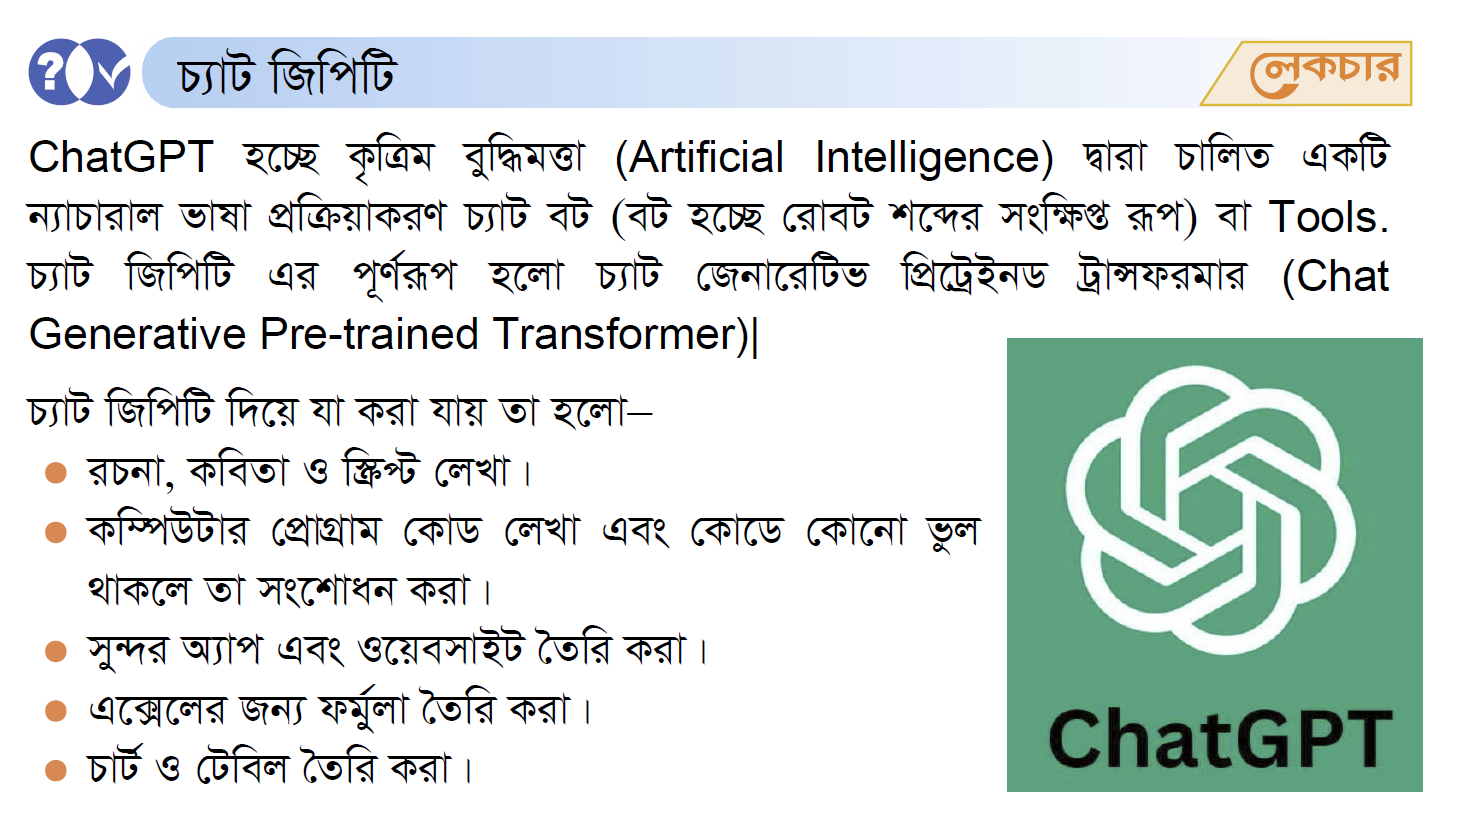 চ্যাট জিপিটি
লেকচার
ChatGPT হচ্ছে কৃত্রিম বুদ্ধিমত্তা (Artificial Intelligence) দ্বারা চালিত একটি
ন্যাচারাল ভাষা প্রক্রিয়াকরণ চ্যাট বট (বট হচ্ছে রোবট শব্দের সংক্ষিপ্ত রূপ) বা Tools.
চ্যাট জিপিটি এর পূর্ণরূপ হলো চ্যাট জেনারেটিভ প্রিট্রেইনড ট্রান্সফরমার (Chat
Generative Pre-trained Transformer)|
চ্যাট জিপিটি দিয়ে যা করা যায় তা হলো–
● রচনা, কবিতা ও স্ক্রিপ্ট লেখা।
● কম্পিউটার প্রোগ্রাম কোড লেখা এবং কোডে কোনো ভুল
থাকলে তা সংশোধন করা।
● সুন্দর অ্যাপ এবং ওয়েবসাইট তৈরি করা।
● এক্সেলের জন্য ফর্মুলা তৈরি করা।
● চার্ট ও টেবিল তৈরি করা।
ChatGPT